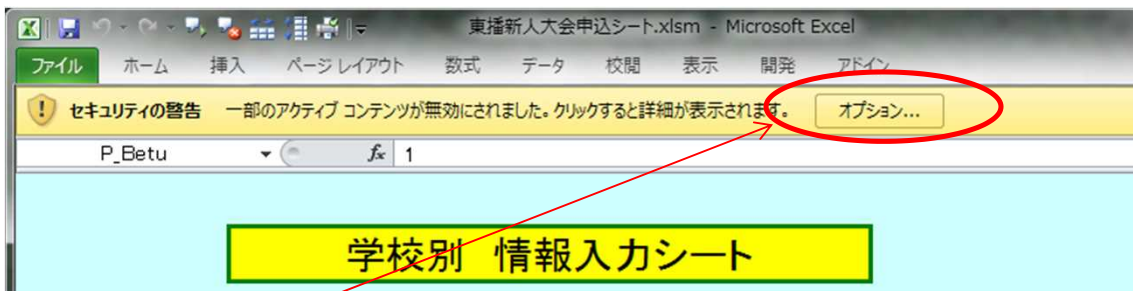 東播新人大会申込シート.xlsm - Microsoft Excel
ファイル ホーム 挿入 ページ レイアウト 数式 データ 校閲 表示 開発 アドイン
セキュリティの警告 一部のアクティブ コンテンツが無効にされました。クリックすると詳細が表示されます。 オプション...
P_Betu fx 1
学校別 情報入力シート